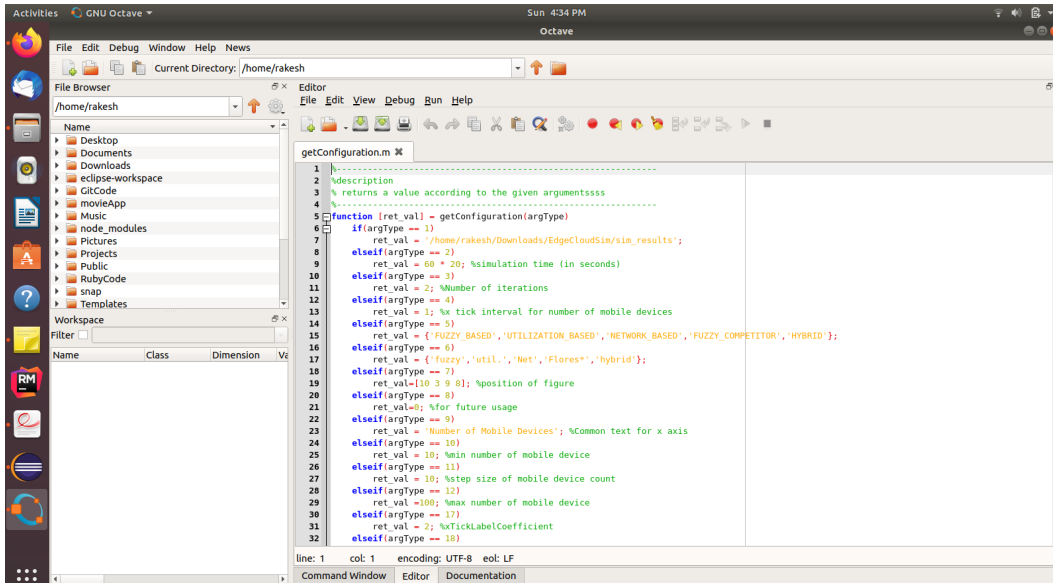 Activities GNU Octave Sun 4:34 PM
Octave
File Edit Debug Window Help News
Current Directory: /home/rakesh
File Browser
/home/rakesh
Name
Desktop
Documents
Downloads
eclipse-workspace
GitCode
movieApp
Music
node_modules
Pictures
Projects
Public
RubyCode
snap
Templates
Workspace
Filter
Name Class Dimension Va
RM
Editor
File Edit View Debug Run Help
getConfiguration.m
1 %-----------------------------------------------------------
2 %description
3 % returns a value according to the given argumentssss
4 %-----------------------------------------------------------
5 function [ret_val] = getConfiguration(argType)
6 if(argType == 1)
7 ret_val = '/home/rakesh/Downloads/EdgeCloudSim/sim_results';
8 elseif(argType == 2)
9 ret_val = 60 * 20; %simulation time (in seconds)
10 elseif(argType == 3)
11 ret_val = 2; %Number of iterations
12 elseif(argType == 4)
13 ret_val = 1; %x tick interval for number of mobile devices
14 elseif(argType == 5)
15 ret_val = {'FUZZY_BASED','UTILIZATION_BASED','NETWORK_BASED','FUZZY_COMPETITOR','HYBRID'};
16 elseif(argType == 6)
17 ret_val = {'fuzzy','util.','Net','Flores*','hybrid'};
18 elseif(argType == 7)
19 ret_val=[10 3 9 8]; %position of figure
20 elseif(argType == 8)
21 ret_val=0; %for future usage
22 elseif(argType == 9)
23 ret_val = 'Number of Mobile Devices'; %Common text for x axis
24 elseif(argType == 10)
25 ret_val = 10; %min number of mobile device
26 elseif(argType == 11)
27 ret_val = 10; %step size of mobile device count
28 elseif(argType == 12)
29 ret_val =100; %max number of mobile device
30 elseif(argType == 17)
31 ret_val = 2; %xTickLabelCoefficient
32 elseif(argType == 18)
line: 1 col: 1 encoding: UTF-8 eol: LF
Command Window Editor Documentation